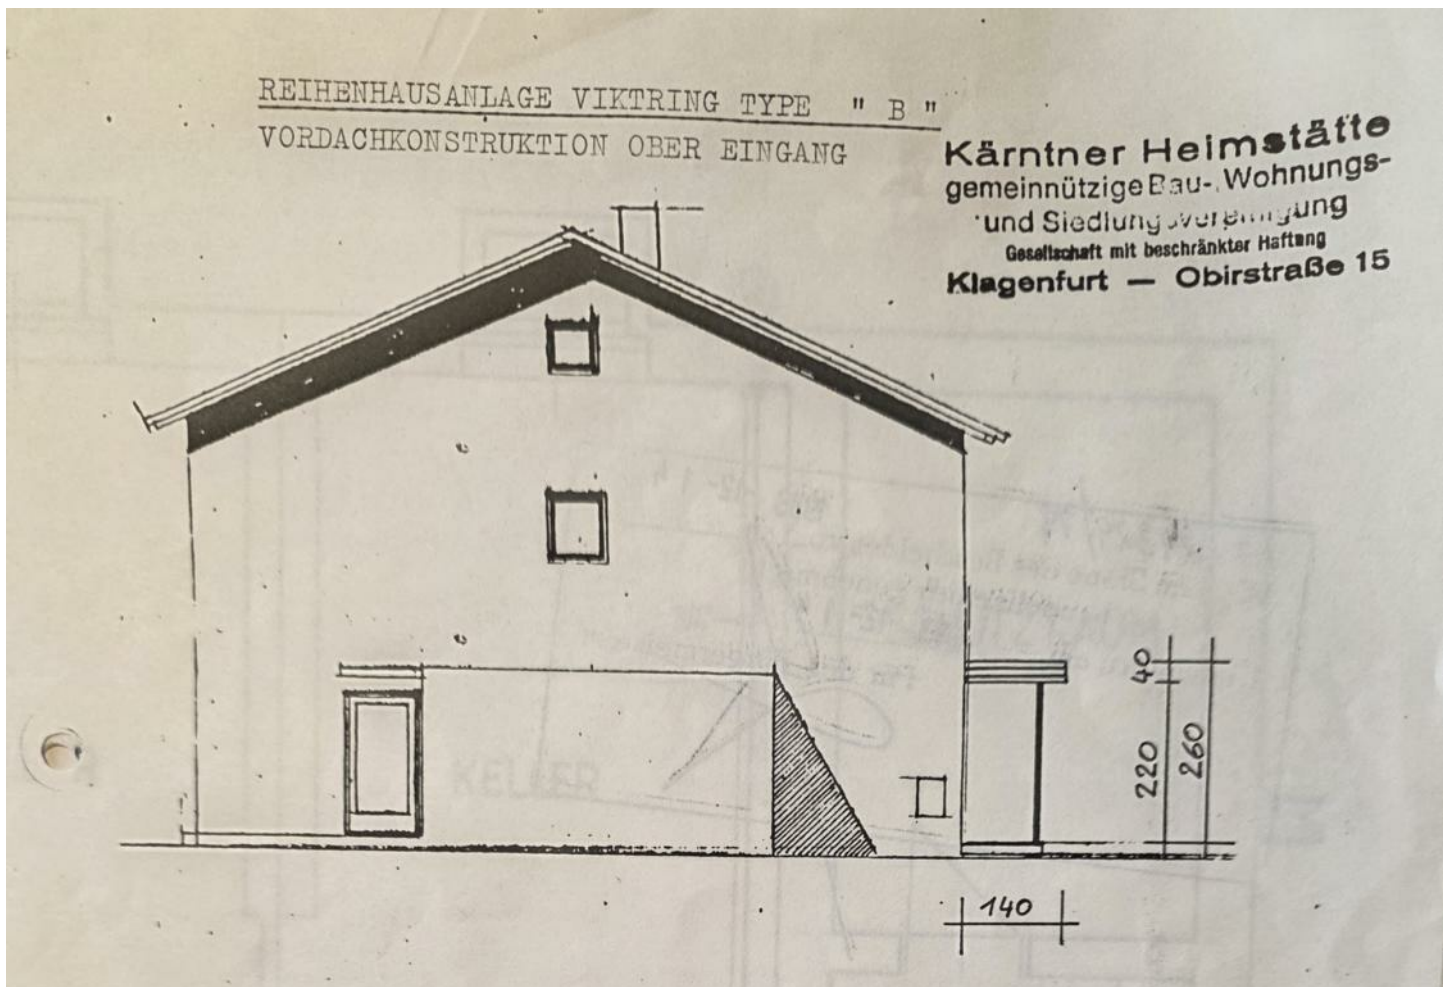 REIHENHAUSANLAGE VIKTRING TYPE " B "
VORDACHKONSTRUKTION OBER EINGANG
Kärntner Heimstätte
gemeinnützige Bau-, Wohnungs-
und Siedlungsvereinigung
Gesellschaft mit beschränkter Haftung
Klagenfurt — Obirstraße 15
40
220
260
140
KELLER